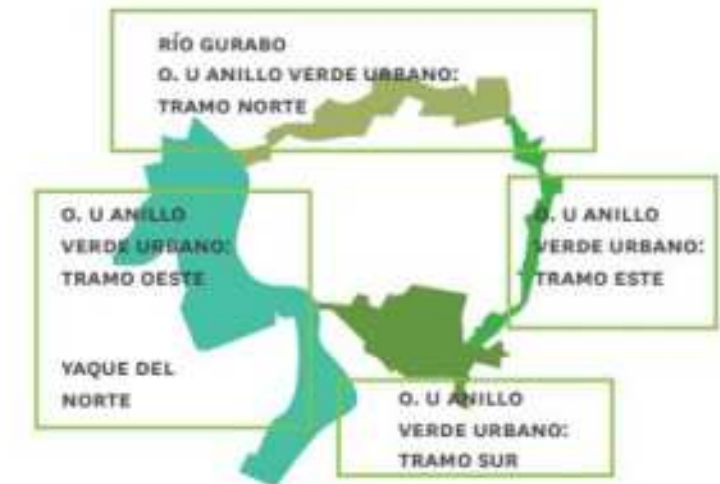 RÍO GURABO
O. U ANILLO VERDE URBANO:
TRAMO NORTE
O. U ANILLO
VERDE URBANO:
TRAMO OESTE
YAQUE DEL
NORTE
O. U ANILLO
VERDE URBANO:
TRAMO ESTE
O. U ANILLO
VERDE URBANO:
TRAMO SUR